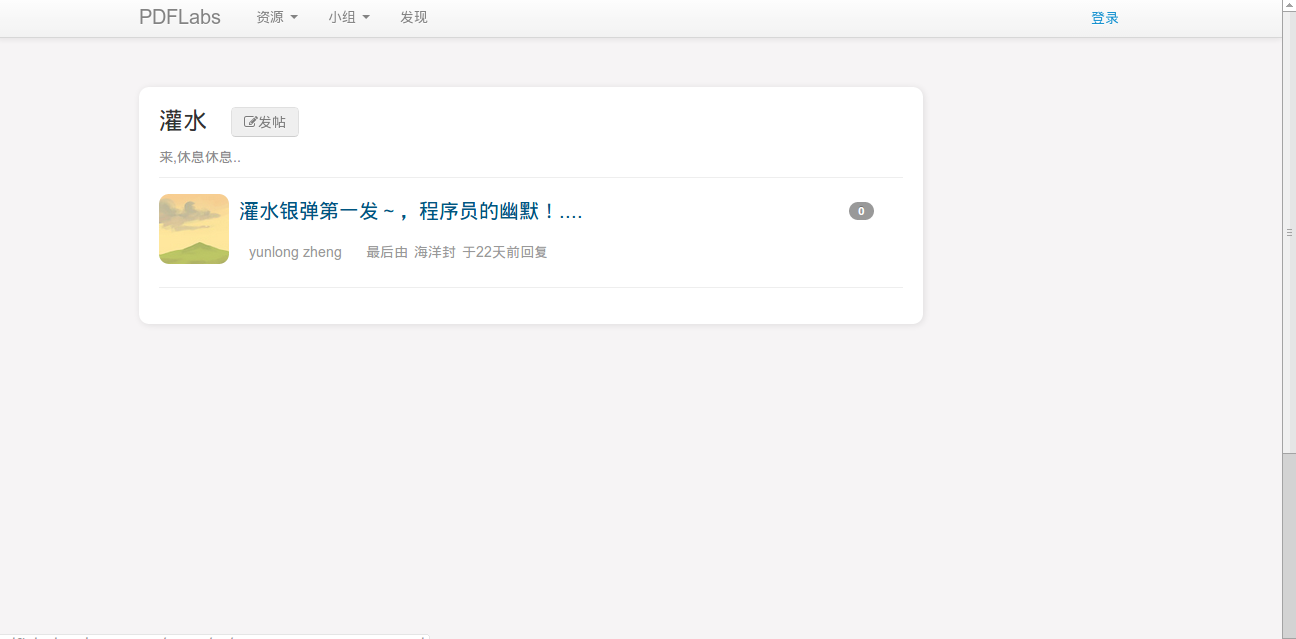 PDFLabs 资源 小组 发现 登录
灌水 发帖
来,休息休息..
灌水银弹第一发～，程序员的幽默！.... 0
yunlong zheng 最后由 海洋封 于22天前回复